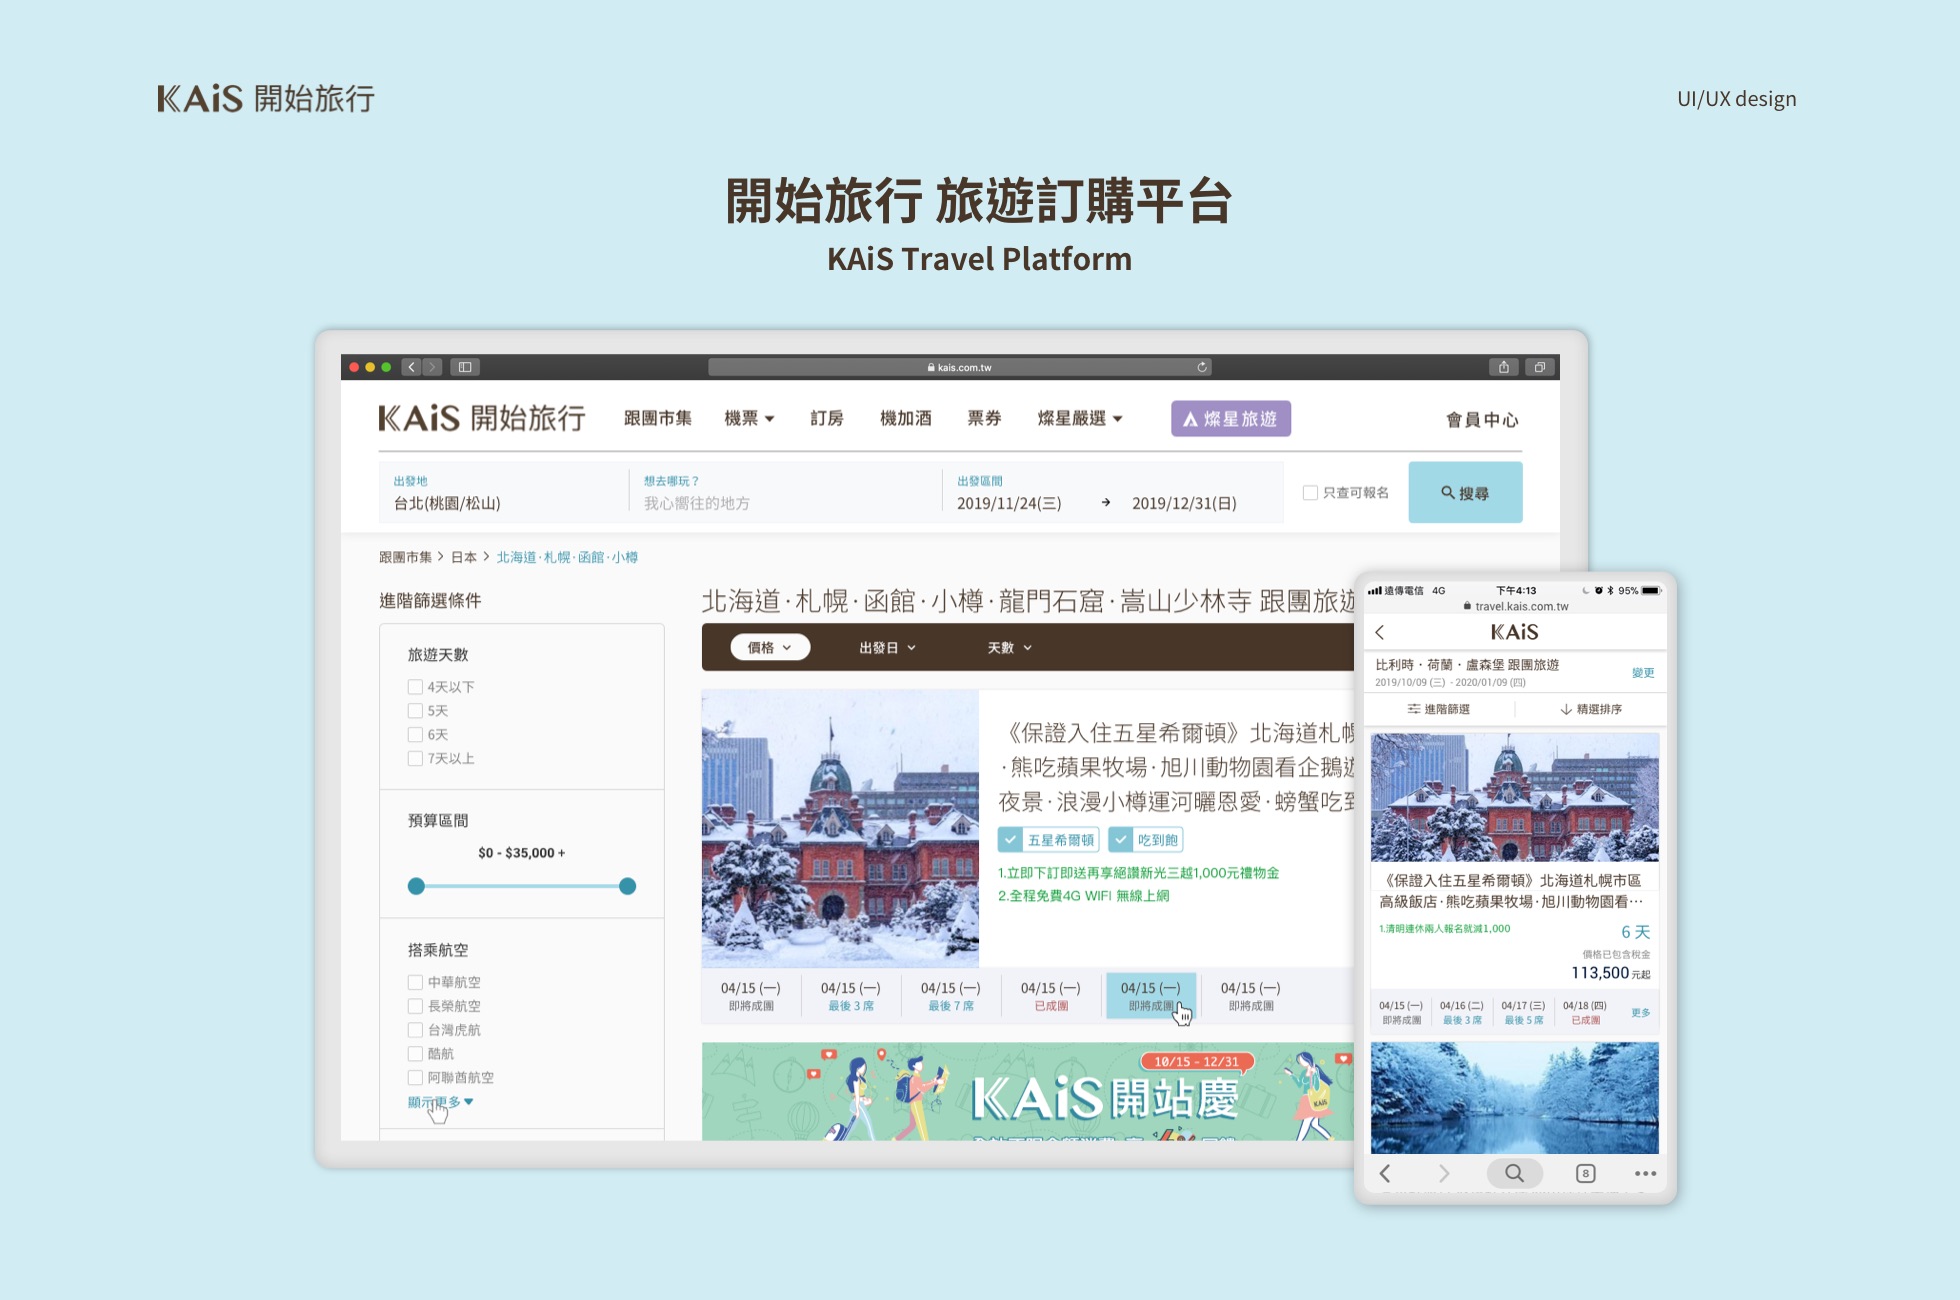 KAiS 開始旅行
UI/UX design
開始旅行 旅遊訂購平台
KAiS Travel Platform
kais.com.tw
KAiS 開始旅行 跟團市集 機票 訂房 機加酒 票券 燦星嚴選 燦星旅遊 會員中心
出發地 想去哪玩？ 出發區間
台北(桃園/松山) 我心嚮往的地方 2019/11/24(三) → 2019/12/31(日) 只查可報名 搜尋
跟團市集 > 日本 > 北海道·札幌·函館·小樽
進階篩選條件
旅遊天數
4天以下
5天
6天
7天以上
預算區間
$0 - $35,000 +
搭乘航空
中華航空
長榮航空
台灣虎航
酷航
阿聯酋航空
顯示更多
北海道·札幌·函館·小樽·龍門石窟·嵩山少林寺 跟團旅遊
價格 出發日 天數
《保證入住五星希爾頓》北海道札幌
·熊吃蘋果牧場·旭川動物園看企鵝遊
夜景·浪漫小樽運河曬恩愛·螃蟹吃到
五星希爾頓 吃到飽
1.立即下訂即送再享絕讚新光三越1,000元禮物金
2.全程免費4G WIFI 無線上網
04/15 (一) 04/15 (一) 04/15 (一) 04/15 (一) 04/15 (一) 04/15 (一)
即將成團 最後 3 席 最後 7 席 已成團 即將成團 即將成團
10/15 - 12/31
KAiS開站慶
KAiS
遠傳電信 4G 下午4:13 95%
travel.kais.com.tw
KAiS
比利時·荷蘭·盧森堡 跟團旅遊
2019/10/09 (三) - 2020/01/09 (四)
變更
進階篩選 精選排序
《保證入住五星希爾頓》北海道札幌市區
高級飯店·熊吃蘋果牧場·旭川動物園看…
1.清明連休兩人報名就減1,000
6 天
價格已包含稅金
113,500 元起
04/15 (一) 04/16 (二) 04/17 (三) 04/18 (四)
即將成團 最後 3 席 最後 5 席 已成團 更多
8